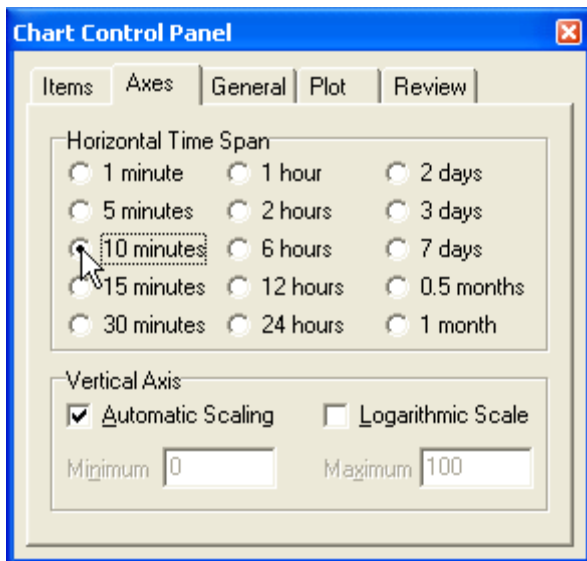 Chart Control Panel
Items Axes General Plot Review
Horizontal Time Span
1 minute 1 hour 2 days
5 minutes 2 hours 3 days
10 minutes 6 hours 7 days
15 minutes 12 hours 0.5 months
30 minutes 24 hours 1 month
Vertical Axis
Automatic Scaling Logarithmic Scale
Minimum 0 Maximum 100